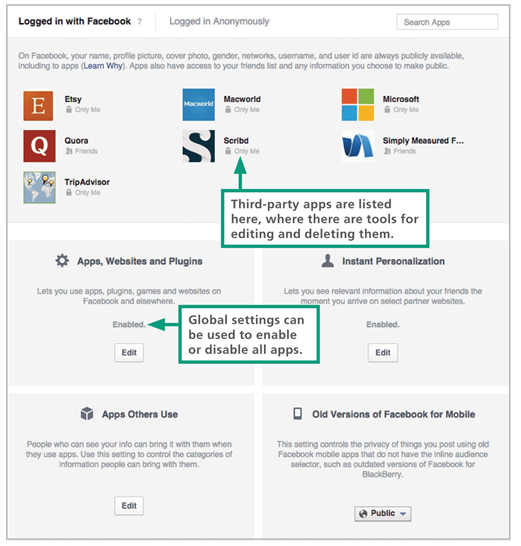 Logged in with Facebook 7 Logged in Anonymously Search Apps
On Facebook, your name, profile picture, cover photo, gender, networks, username, and user id are always publicly available,
including to apps (Learn Why). Apps also have access to your friends list and any information you choose to make public.
Etsy
Only Me
Macworld
Macworld
Only Me
Microsoft
Only Me
Quora
Friends
Scribd
Only Me
Simply Measured F...
Friends
TripAdvisor
Only Me
Third-party apps are listed
here, where there are tools for
editing and deleting them.
Apps, Websites and Plugins
Lets you use apps, plugins, games and websites on
Facebook and elsewhere.
Enabled.
Edit
Global settings can
be used to enable
or disable all apps.
Instant Personalization
Lets you see relevant information about your friends the
moment you arrive on select partner websites.
Enabled.
Edit
Apps Others Use
People who can see your info can bring it with them when
they use apps. Use this setting to control the categories of
information people can bring with them.
Edit
Old Versions of Facebook for Mobile
This setting controls the privacy of things you post using old
Facebook mobile apps that do not have the inline audience
selector, such as outdated versions of Facebook for
BlackBerry.
Public